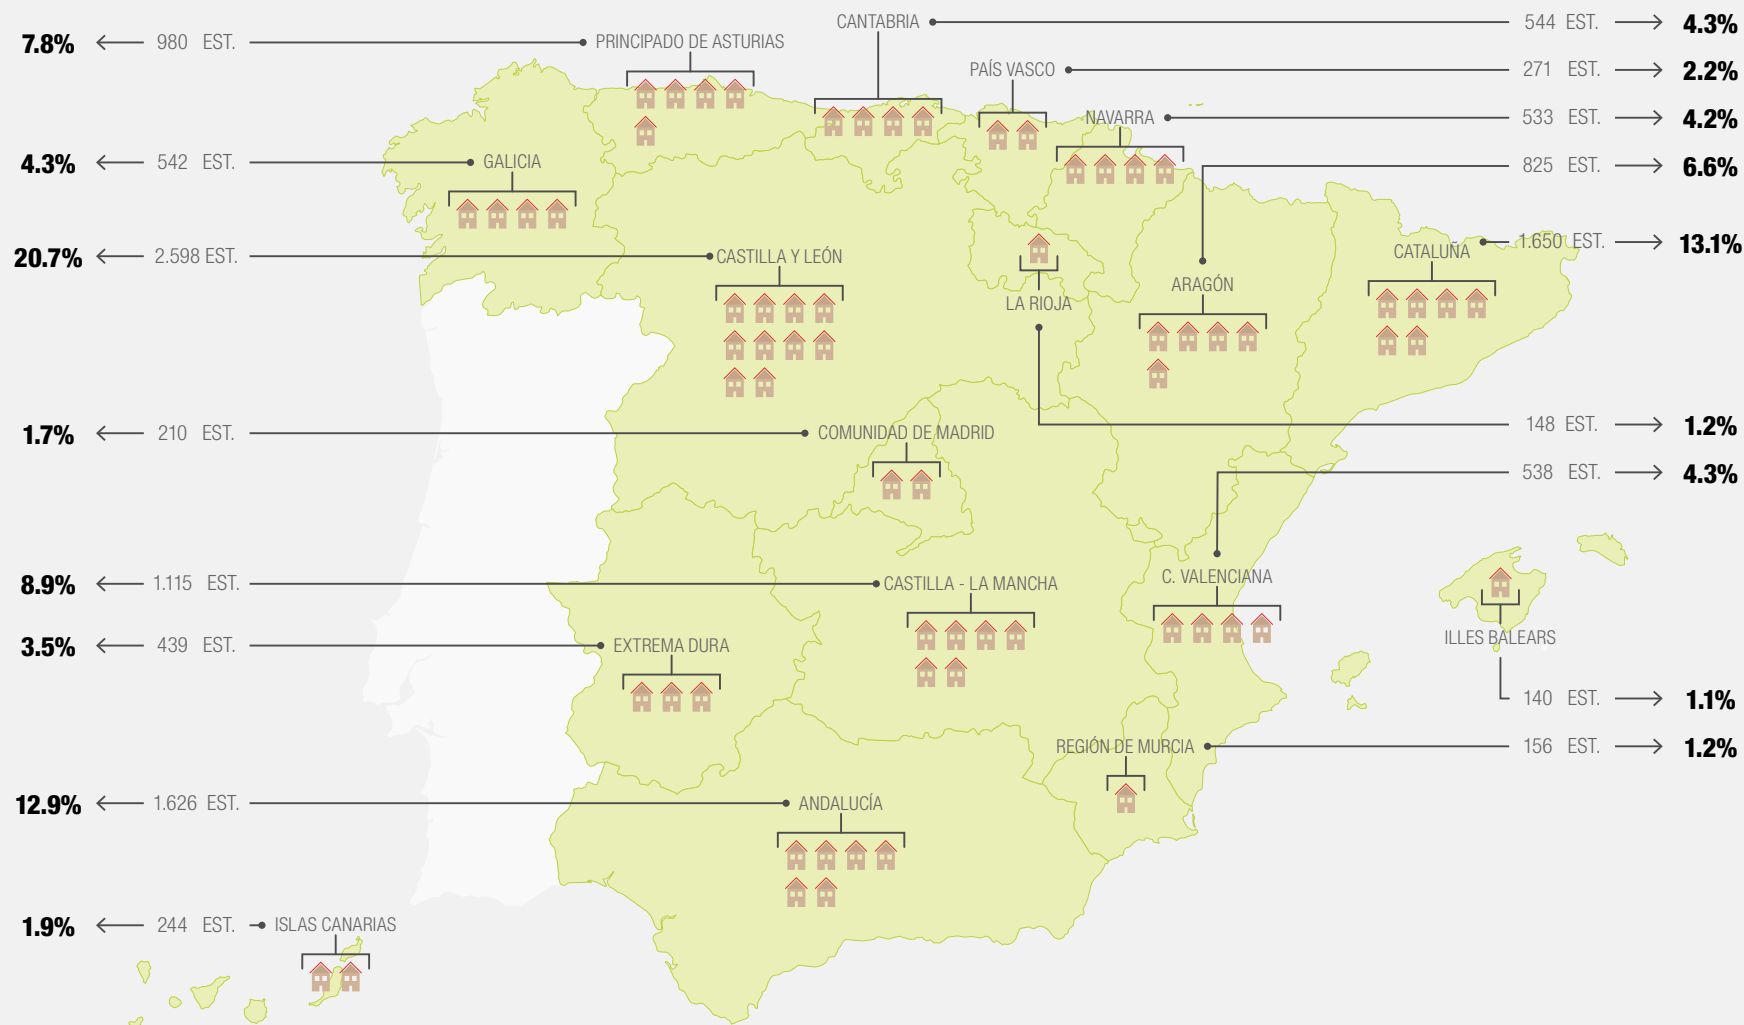 CANTABRIA 544 EST. 4.3%
7.8% 980 EST. PRINCIPADO DE ASTURIAS
PAÍS VASCO 271 EST. 2.2%
NAVARRA 533 EST. 4.2%
4.3% 542 EST. GALICIA
825 EST. 6.6%
CATALUÑA 1.650 EST. 13.1%
20.7% 2.598 EST. CASTILLA Y LEÓN
ARAGÓN
LA RIOJA
148 EST. 1.2%
1.7% 210 EST. COMUNIDAD DE MADRID
538 EST. 4.3%
C. VALENCIANA
8.9% 1.115 EST. CASTILLA - LA MANCHA
ILLES BALEARS
3.5% 439 EST. EXTREMA DURA
140 EST. 1.1%
REGIÓN DE MURCIA 156 EST. 1.2%
12.9% 1.626 EST. ANDALUCÍA
1.9% 244 EST. ISLAS CANARIAS